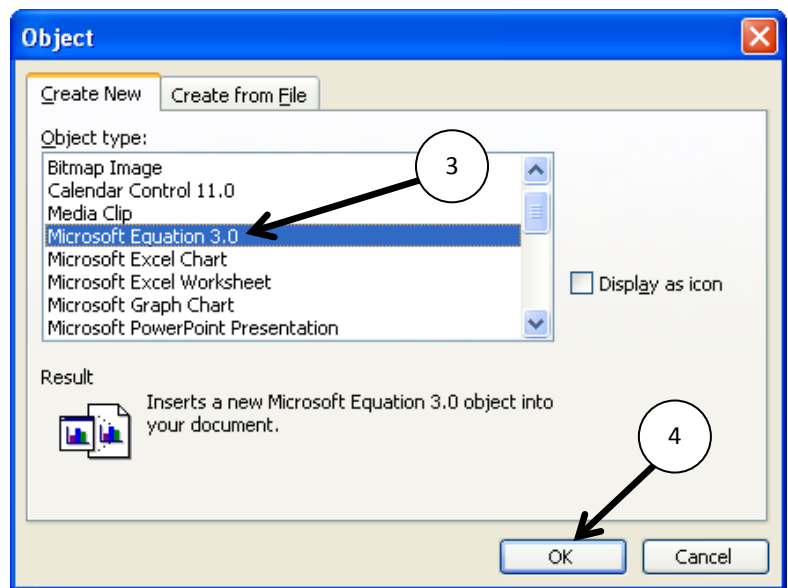 Object
Create New
Create from File
Object type:
Bitmap Image
Calendar Control 11.0
Media Clip
Microsoft Equation 3.0
Microsoft Excel Chart
Microsoft Excel Worksheet
Microsoft Graph Chart
Microsoft PowerPoint Presentation
3
Display as icon
Result
Inserts a new Microsoft Equation 3.0 object into
your document.
4
OK
Cancel